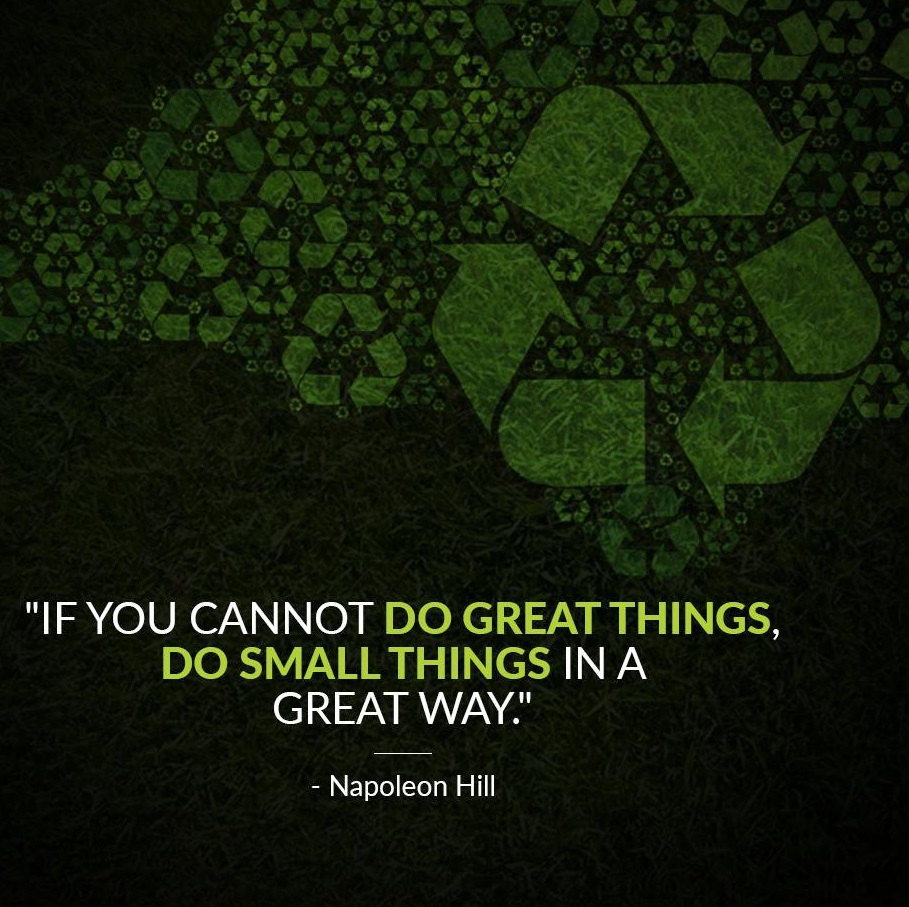 "IF YOU CANNOT DO GREAT THINGS,
DO SMALL THINGS IN A
GREAT WAY."
- Napoleon Hill